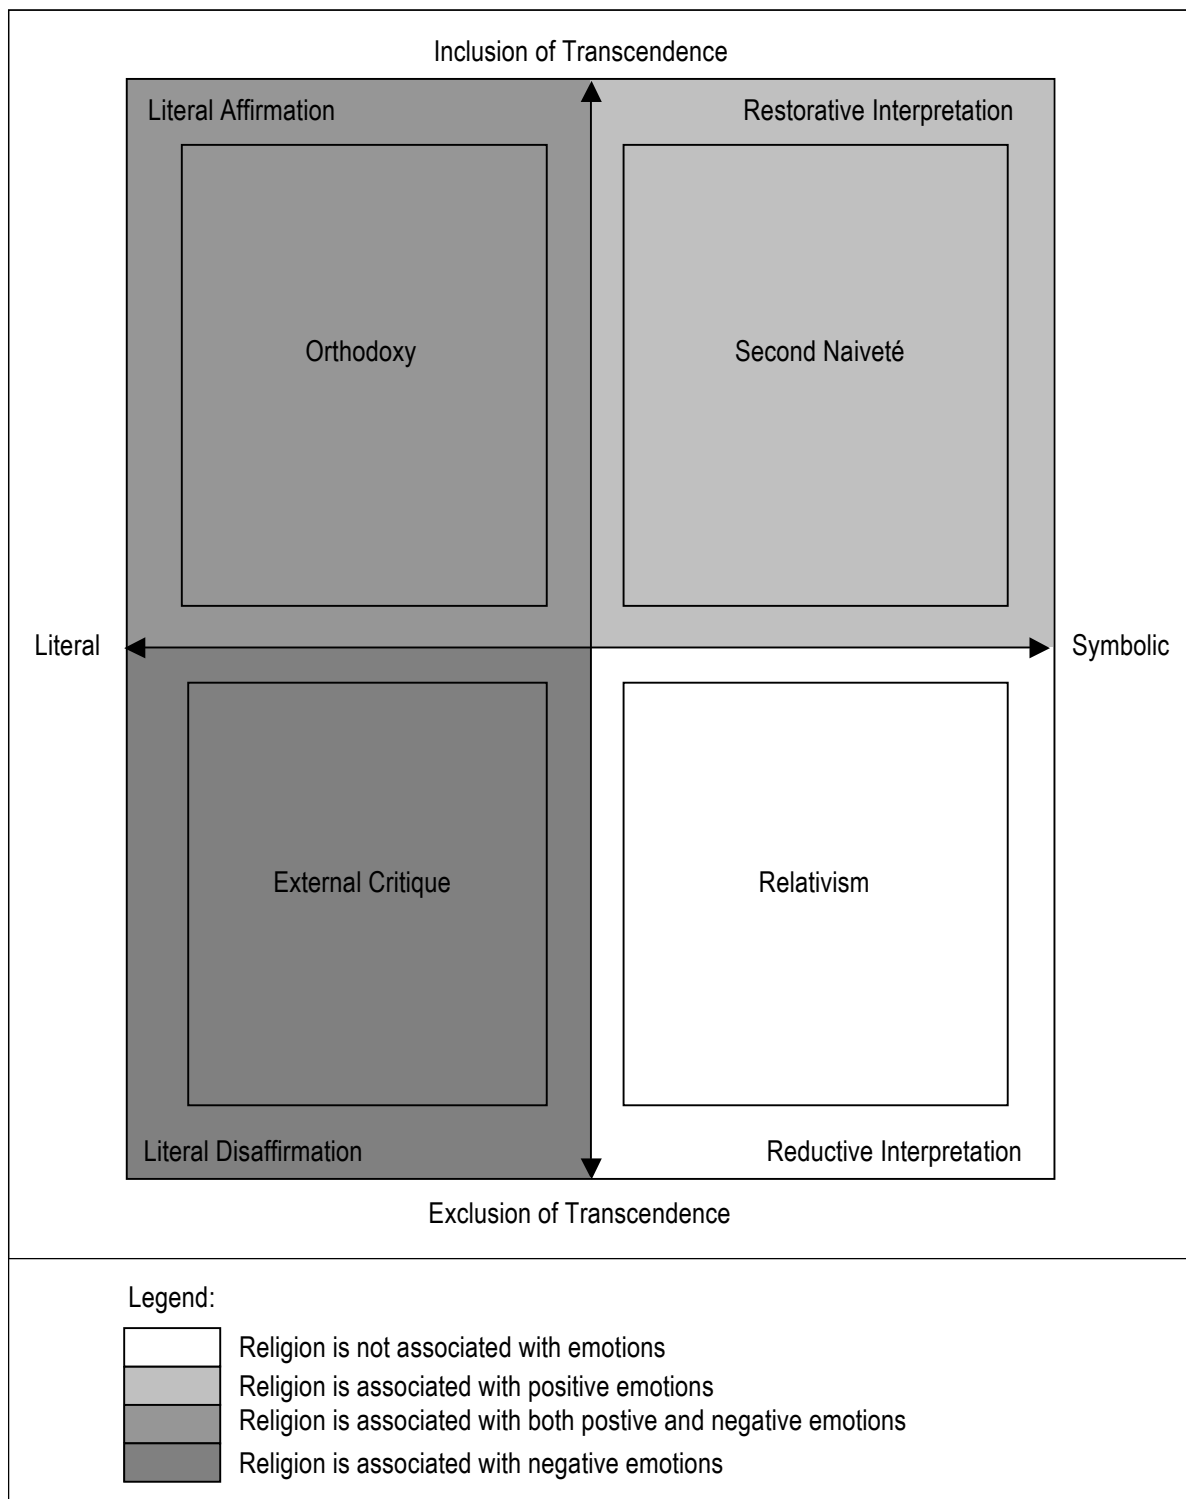 Inclusion of Transcendence
Literal Affirmation
Restorative Interpretation
Orthodoxy
Second Naiveté
Literal
Symbolic
External Critique
Relativism
Literal Disaffirmation
Reductive Interpretation
Exclusion of Transcendence
Legend:
Religion is not associated with emotions
Religion is associated with positive emotions
Religion is associated with both postive and negative emotions
Religion is associated with negative emotions